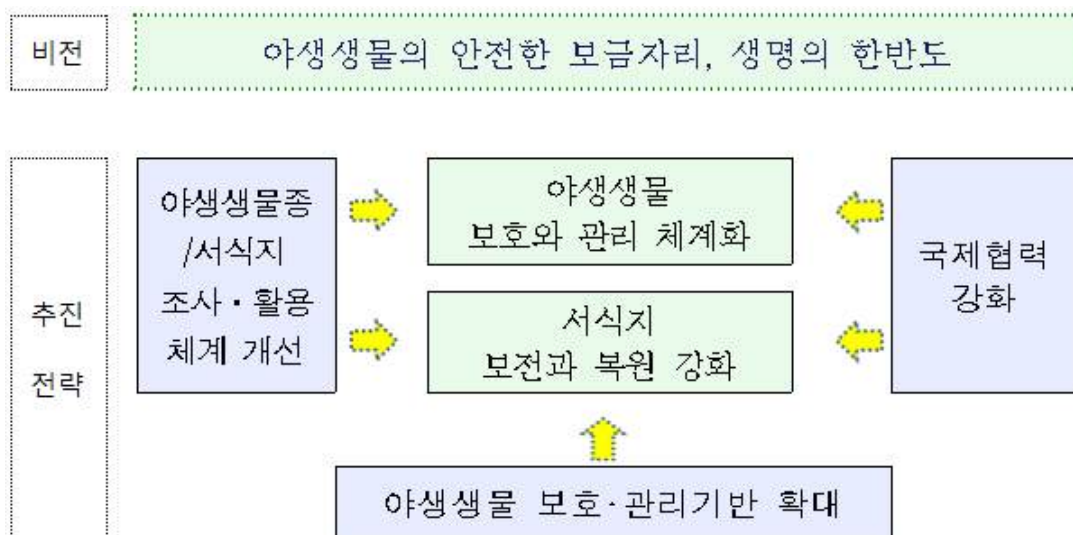 비전
야생생물의 안전한 보금자리, 생명의 한반도
추진
전략
야생생물종
/서식지
조사·활용
체계 개선
야생생물
보호와 관리 체계화
서식지
보전과 복원 강화
국제협력
강화
야생생물 보호·관리기반 확대